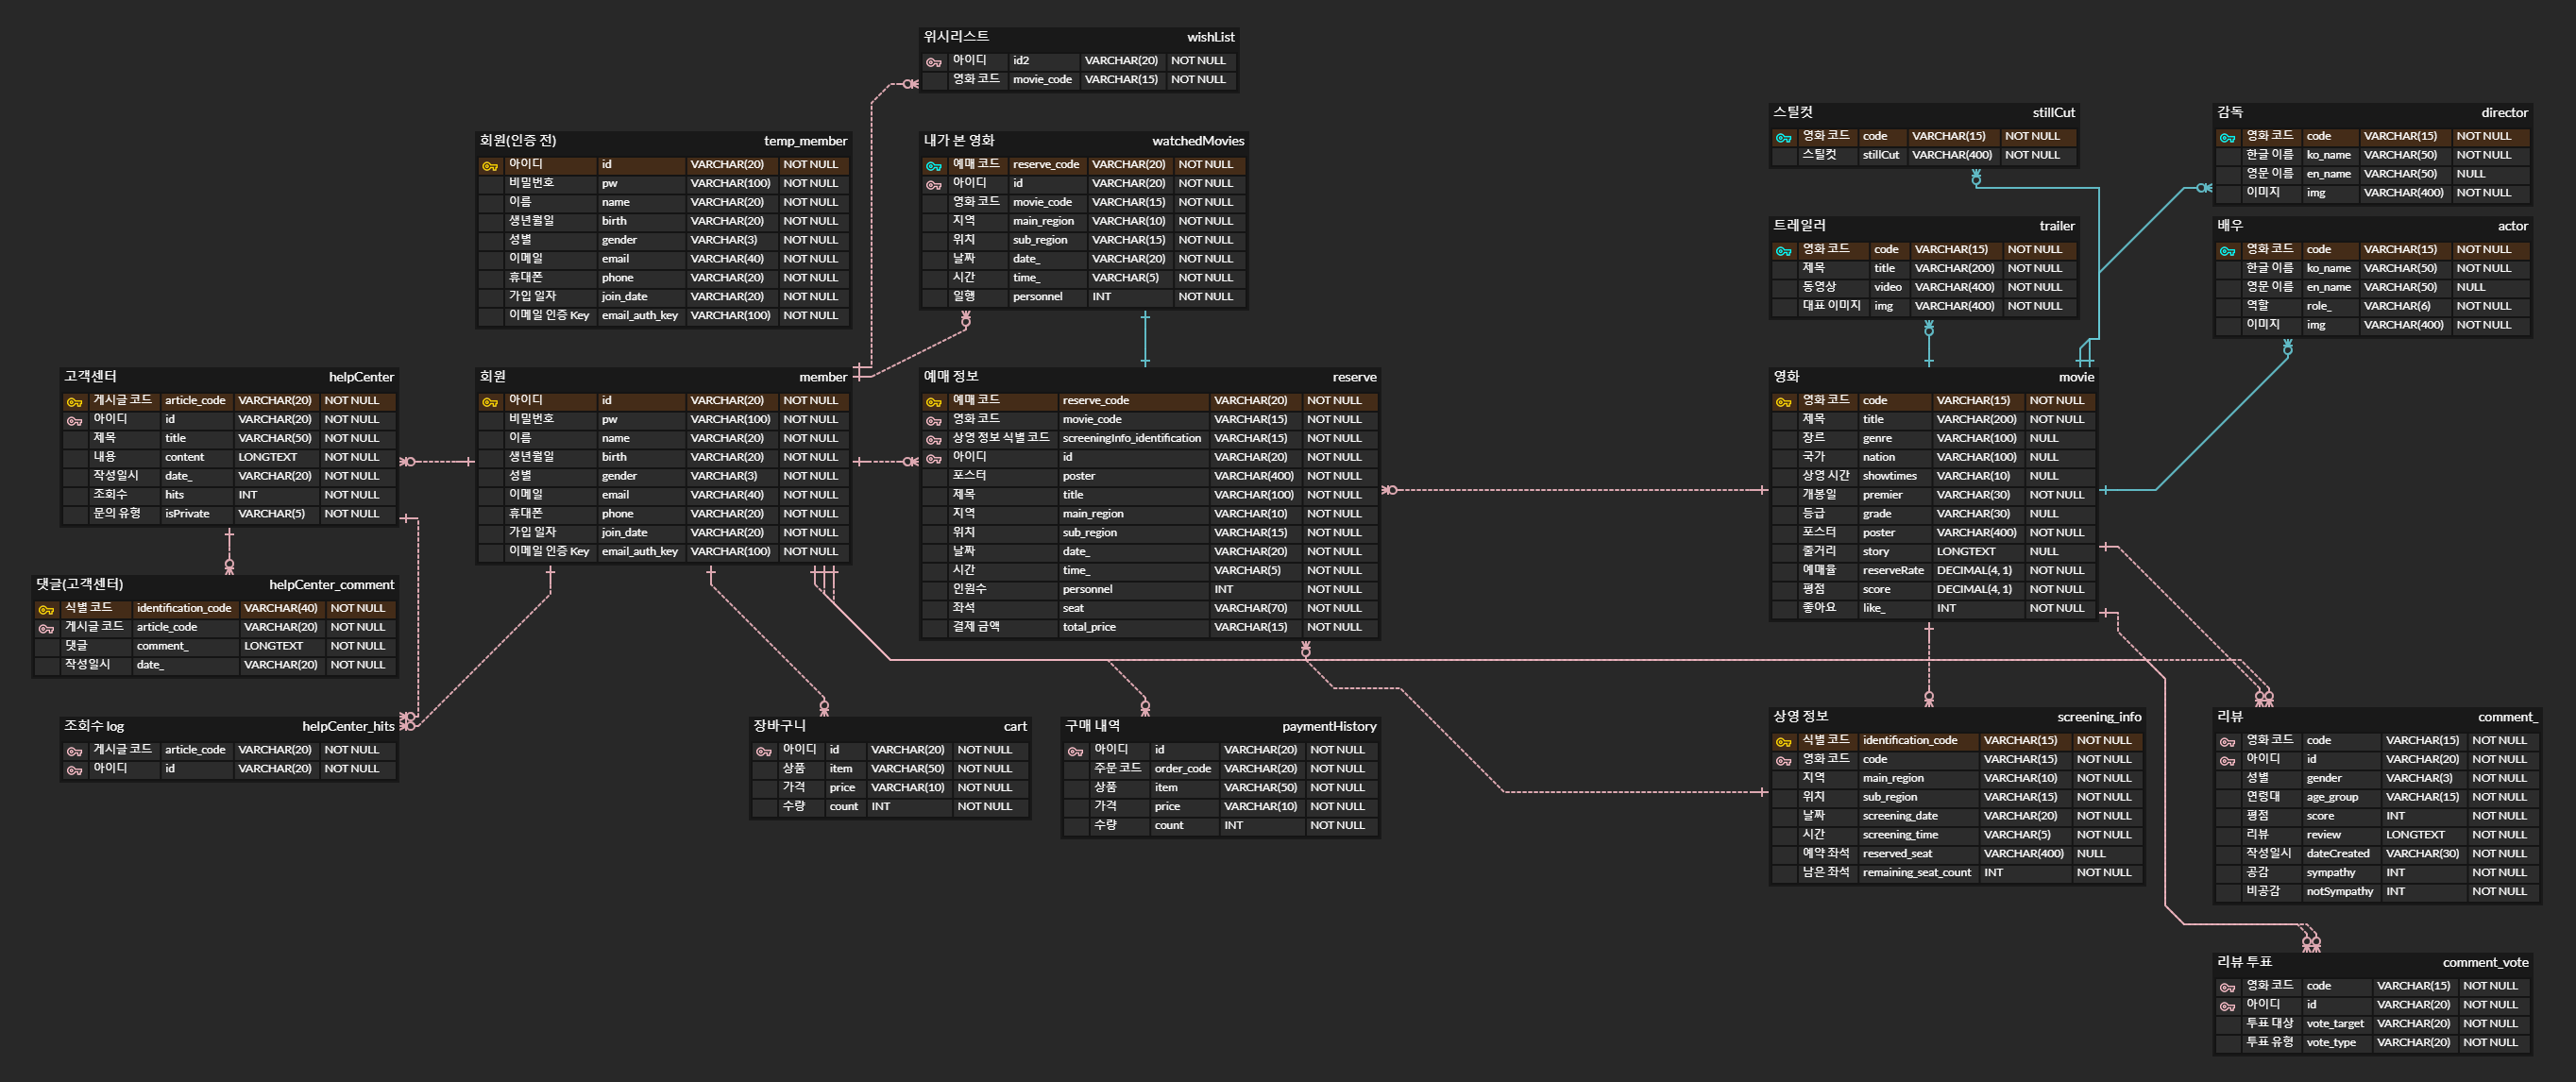 위시리스트 wishList
아이디 id2 VARCHAR(20) NOT NULL
영화 코드 movie_code VARCHAR(15) NOT NULL
회원(인증 전) temp_member
아이디 id VARCHAR(20) NOT NULL
비밀번호 pw VARCHAR(100) NOT NULL
이름 name VARCHAR(20) NOT NULL
생년월일 birth VARCHAR(20) NOT NULL
성별 gender VARCHAR(3) NOT NULL
이메일 email VARCHAR(40) NOT NULL
휴대폰 phone VARCHAR(20) NOT NULL
가입 일자 join_date VARCHAR(20) NOT NULL
이메일 인증 Key email_auth_key VARCHAR(100) NOT NULL
내가 본 영화 watchedMovies
예매 코드 reserve_code VARCHAR(20) NOT NULL
아이디 id VARCHAR(20) NOT NULL
영화 코드 movie_code VARCHAR(15) NOT NULL
지역 main_region VARCHAR(10) NOT NULL
위치 sub_region VARCHAR(15) NOT NULL
날짜 date_ VARCHAR(20) NOT NULL
시간 time_ VARCHAR(5) NOT NULL
일행 personnel INT NOT NULL
스틸컷 stillCut
영화 코드 code VARCHAR(15) NOT NULL
스틸컷 stillCut VARCHAR(400) NOT NULL
감독 director
영화 코드 code VARCHAR(15) NOT NULL
한글 이름 ko_name VARCHAR(50) NOT NULL
영문 이름 en_name VARCHAR(50) NULL
이미지 img VARCHAR(400) NOT NULL
트레일러 trailer
영화 코드 code VARCHAR(15) NOT NULL
제목 title VARCHAR(200) NOT NULL
동영상 video VARCHAR(400) NOT NULL
대표 이미지 img VARCHAR(400) NOT NULL
배우 actor
영화 코드 code VARCHAR(15) NOT NULL
한글 이름 ko_name VARCHAR(50) NOT NULL
영문 이름 en_name VARCHAR(50) NULL
역할 role_ VARCHAR(6) NOT NULL
이미지 img VARCHAR(400) NOT NULL
고객센터 helpCenter
게시글 코드 article_code VARCHAR(20) NOT NULL
아이디 id VARCHAR(20) NOT NULL
제목 title VARCHAR(50) NOT NULL
내용 content LONGTEXT NOT NULL
작성일시 date_ VARCHAR(20) NOT NULL
조회수 hits INT NOT NULL
문의 유형 isPrivate VARCHAR(5) NOT NULL
회원 member
아이디 id VARCHAR(20) NOT NULL
비밀번호 pw VARCHAR(100) NOT NULL
이름 name VARCHAR(20) NOT NULL
생년월일 birth VARCHAR(20) NOT NULL
성별 gender VARCHAR(3) NOT NULL
이메일 email VARCHAR(40) NOT NULL
휴대폰 phone VARCHAR(20) NOT NULL
가입 일자 join_date VARCHAR(20) NOT NULL
이메일 인증 Key email_auth_key VARCHAR(100) NOT NULL
예매 정보 reserve
예매 코드 reserve_code VARCHAR(20) NOT NULL
영화 코드 movie_code VARCHAR(15) NOT NULL
상영 정보 식별 코드 screeningInfo_identification VARCHAR(15) NOT NULL
아이디 id VARCHAR(20) NOT NULL
포스터 poster VARCHAR(400) NOT NULL
제목 title VARCHAR(100) NOT NULL
지역 main_region VARCHAR(10) NOT NULL
위치 sub_region VARCHAR(15) NOT NULL
날짜 date_ VARCHAR(20) NOT NULL
시간 time_ VARCHAR(5) NOT NULL
인원수 personnel INT NOT NULL
좌석 seat VARCHAR(70) NOT NULL
결제 금액 total_price VARCHAR(15) NOT NULL
영화 movie
영화 코드 code VARCHAR(15) NOT NULL
제목 title VARCHAR(200) NOT NULL
장르 genre VARCHAR(100) NULL
국가 nation VARCHAR(100) NULL
상영 시간 showtimes VARCHAR(10) NULL
개봉일 premier VARCHAR(30) NOT NULL
등급 grade VARCHAR(30) NULL
포스터 poster VARCHAR(400) NOT NULL
줄거리 story LONGTEXT NULL
예매율 reserveRate DECIMAL(4, 1) NOT NULL
평점 score DECIMAL(4, 1) NOT NULL
좋아요 like_ INT NOT NULL
댓글(고객센터) helpCenter_comment
식별 코드 identification_code VARCHAR(40) NOT NULL
게시글 코드 article_code VARCHAR(20) NOT NULL
댓글 comment_ LONGTEXT NOT NULL
작성일시 date_ VARCHAR(20) NOT NULL
조회수 log helpCenter_hits
게시글 코드 article_code VARCHAR(20) NOT NULL
아이디 id VARCHAR(20) NOT NULL
장바구니 cart
아이디 id VARCHAR(20) NOT NULL
상품 item VARCHAR(50) NOT NULL
가격 price VARCHAR(10) NOT NULL
수량 count INT NOT NULL
구매 내역 paymentHistory
아이디 id VARCHAR(20) NOT NULL
주문 코드 order_code VARCHAR(20) NOT NULL
상품 item VARCHAR(50) NOT NULL
가격 price VARCHAR(10) NOT NULL
수량 count INT NOT NULL
상영 정보 screening_info
식별 코드 identification_code VARCHAR(15) NOT NULL
영화 코드 code VARCHAR(15) NOT NULL
지역 main_region VARCHAR(10) NOT NULL
위치 sub_region VARCHAR(15) NOT NULL
날짜 screening_date VARCHAR(20) NOT NULL
시간 screening_time VARCHAR(5) NOT NULL
예약 좌석 reserved_seat VARCHAR(400) NULL
남은 좌석 remaining_seat_count INT NOT NULL
리뷰 comment_
영화 코드 code VARCHAR(15) NOT NULL
아이디 id VARCHAR(20) NOT NULL
성별 gender VARCHAR(3) NOT NULL
연령대 age_group VARCHAR(15) NOT NULL
평점 score INT NOT NULL
리뷰 review LONGTEXT NOT NULL
작성일시 dateCreated VARCHAR(30) NOT NULL
공감 sympathy INT NOT NULL
비공감 notSympathy INT NOT NULL
리뷰 투표 comment_vote
영화 코드 code VARCHAR(15) NOT NULL
아이디 id VARCHAR(20) NOT NULL
투표 대상 vote_target VARCHAR(20) NOT NULL
투표 유형 vote_type VARCHAR(20) NOT NULL